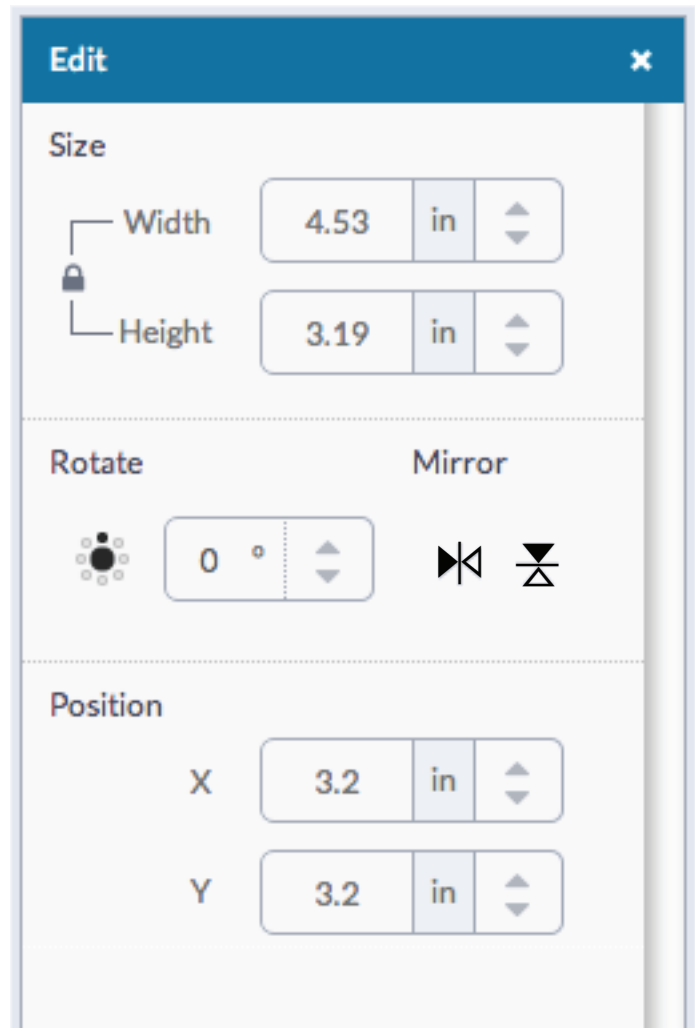 Edit
Size
Width 4.53 in
Height 3.19 in
Rotate Mirror
0 °
Position
X 3.2 in
Y 3.2 in